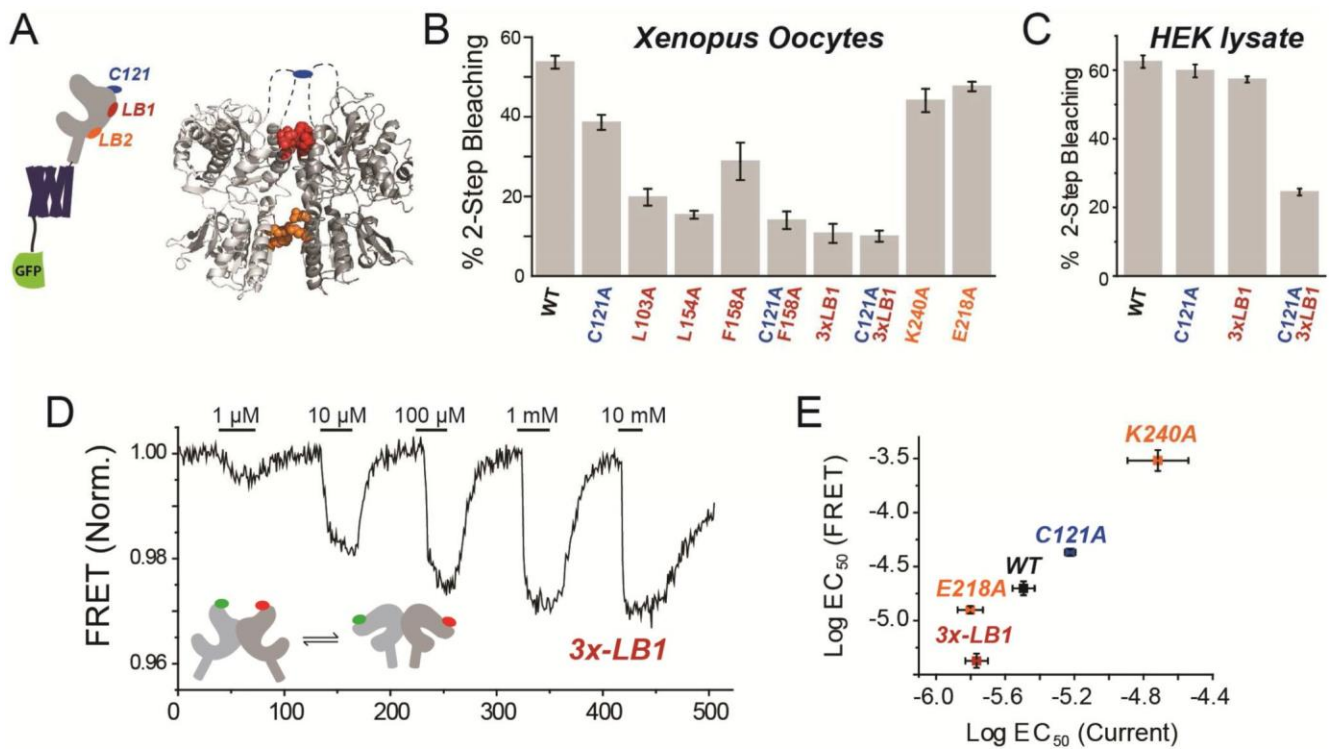 A
C121
LB1
LB2
GFP
B
Xenopus Oocytes
% 2-Step Bleaching
60
40
20
0
WT
C121A
L103A
L154A
F158A
C121A
F158A
3xLB1
C121A
3xLB1
K240A
E218A
C
HEK lysate
% 2-Step Bleaching
60
40
20
0
WT
C121A
3xLB1
C121A
3xLB1
D
FRET (Norm.)
1 µM
10 µM
100 µM
1 mM
10 mM
1.00
0.98
0.96
3x-LB1
0
100
200
300
400
500
E
Log EC50 (FRET)
-3.5
-4.0
-4.5
-5.0
K240A
C121A
WT
E218A
3x-LB1
-6.0
-5.6
-5.2
-4.8
-4.4
Log EC50 (Current)